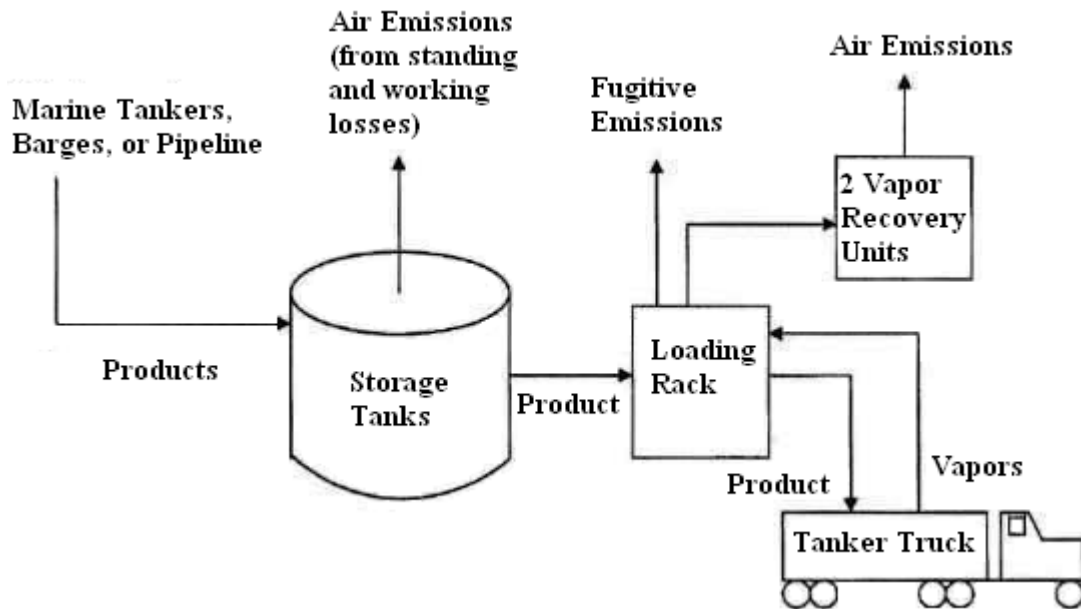 Marine Tankers,
Barges, or Pipeline
Air Emissions
(from standing
and working
losses)
Fugitive
Emissions
Air Emissions
2 Vapor
Recovery
Units
Products
Storage
Tanks
Product
Loading
Rack
Product
Vapors
Tanker Truck